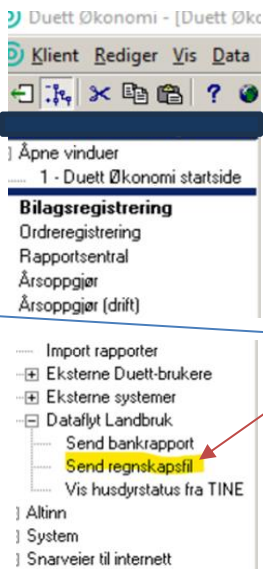 Duett Økonomi - [Duett Øko
Klient Rediger Vis Data
?
Åpne vinduer
1 - Duett Økonomi startside
Bilagsregistrering
Ordreregistrering
Rapportsentral
Årsoppgjør
Årsoppgjør (drift)
Import rapporter
Eksterne Duett-brukere
Eksterne systemer
Dataflyt Landbruk
Send bankrapport
Send regnskapsfil
Vis husdyrstatus fra TINE
Altinn
System
Snarveier til internett